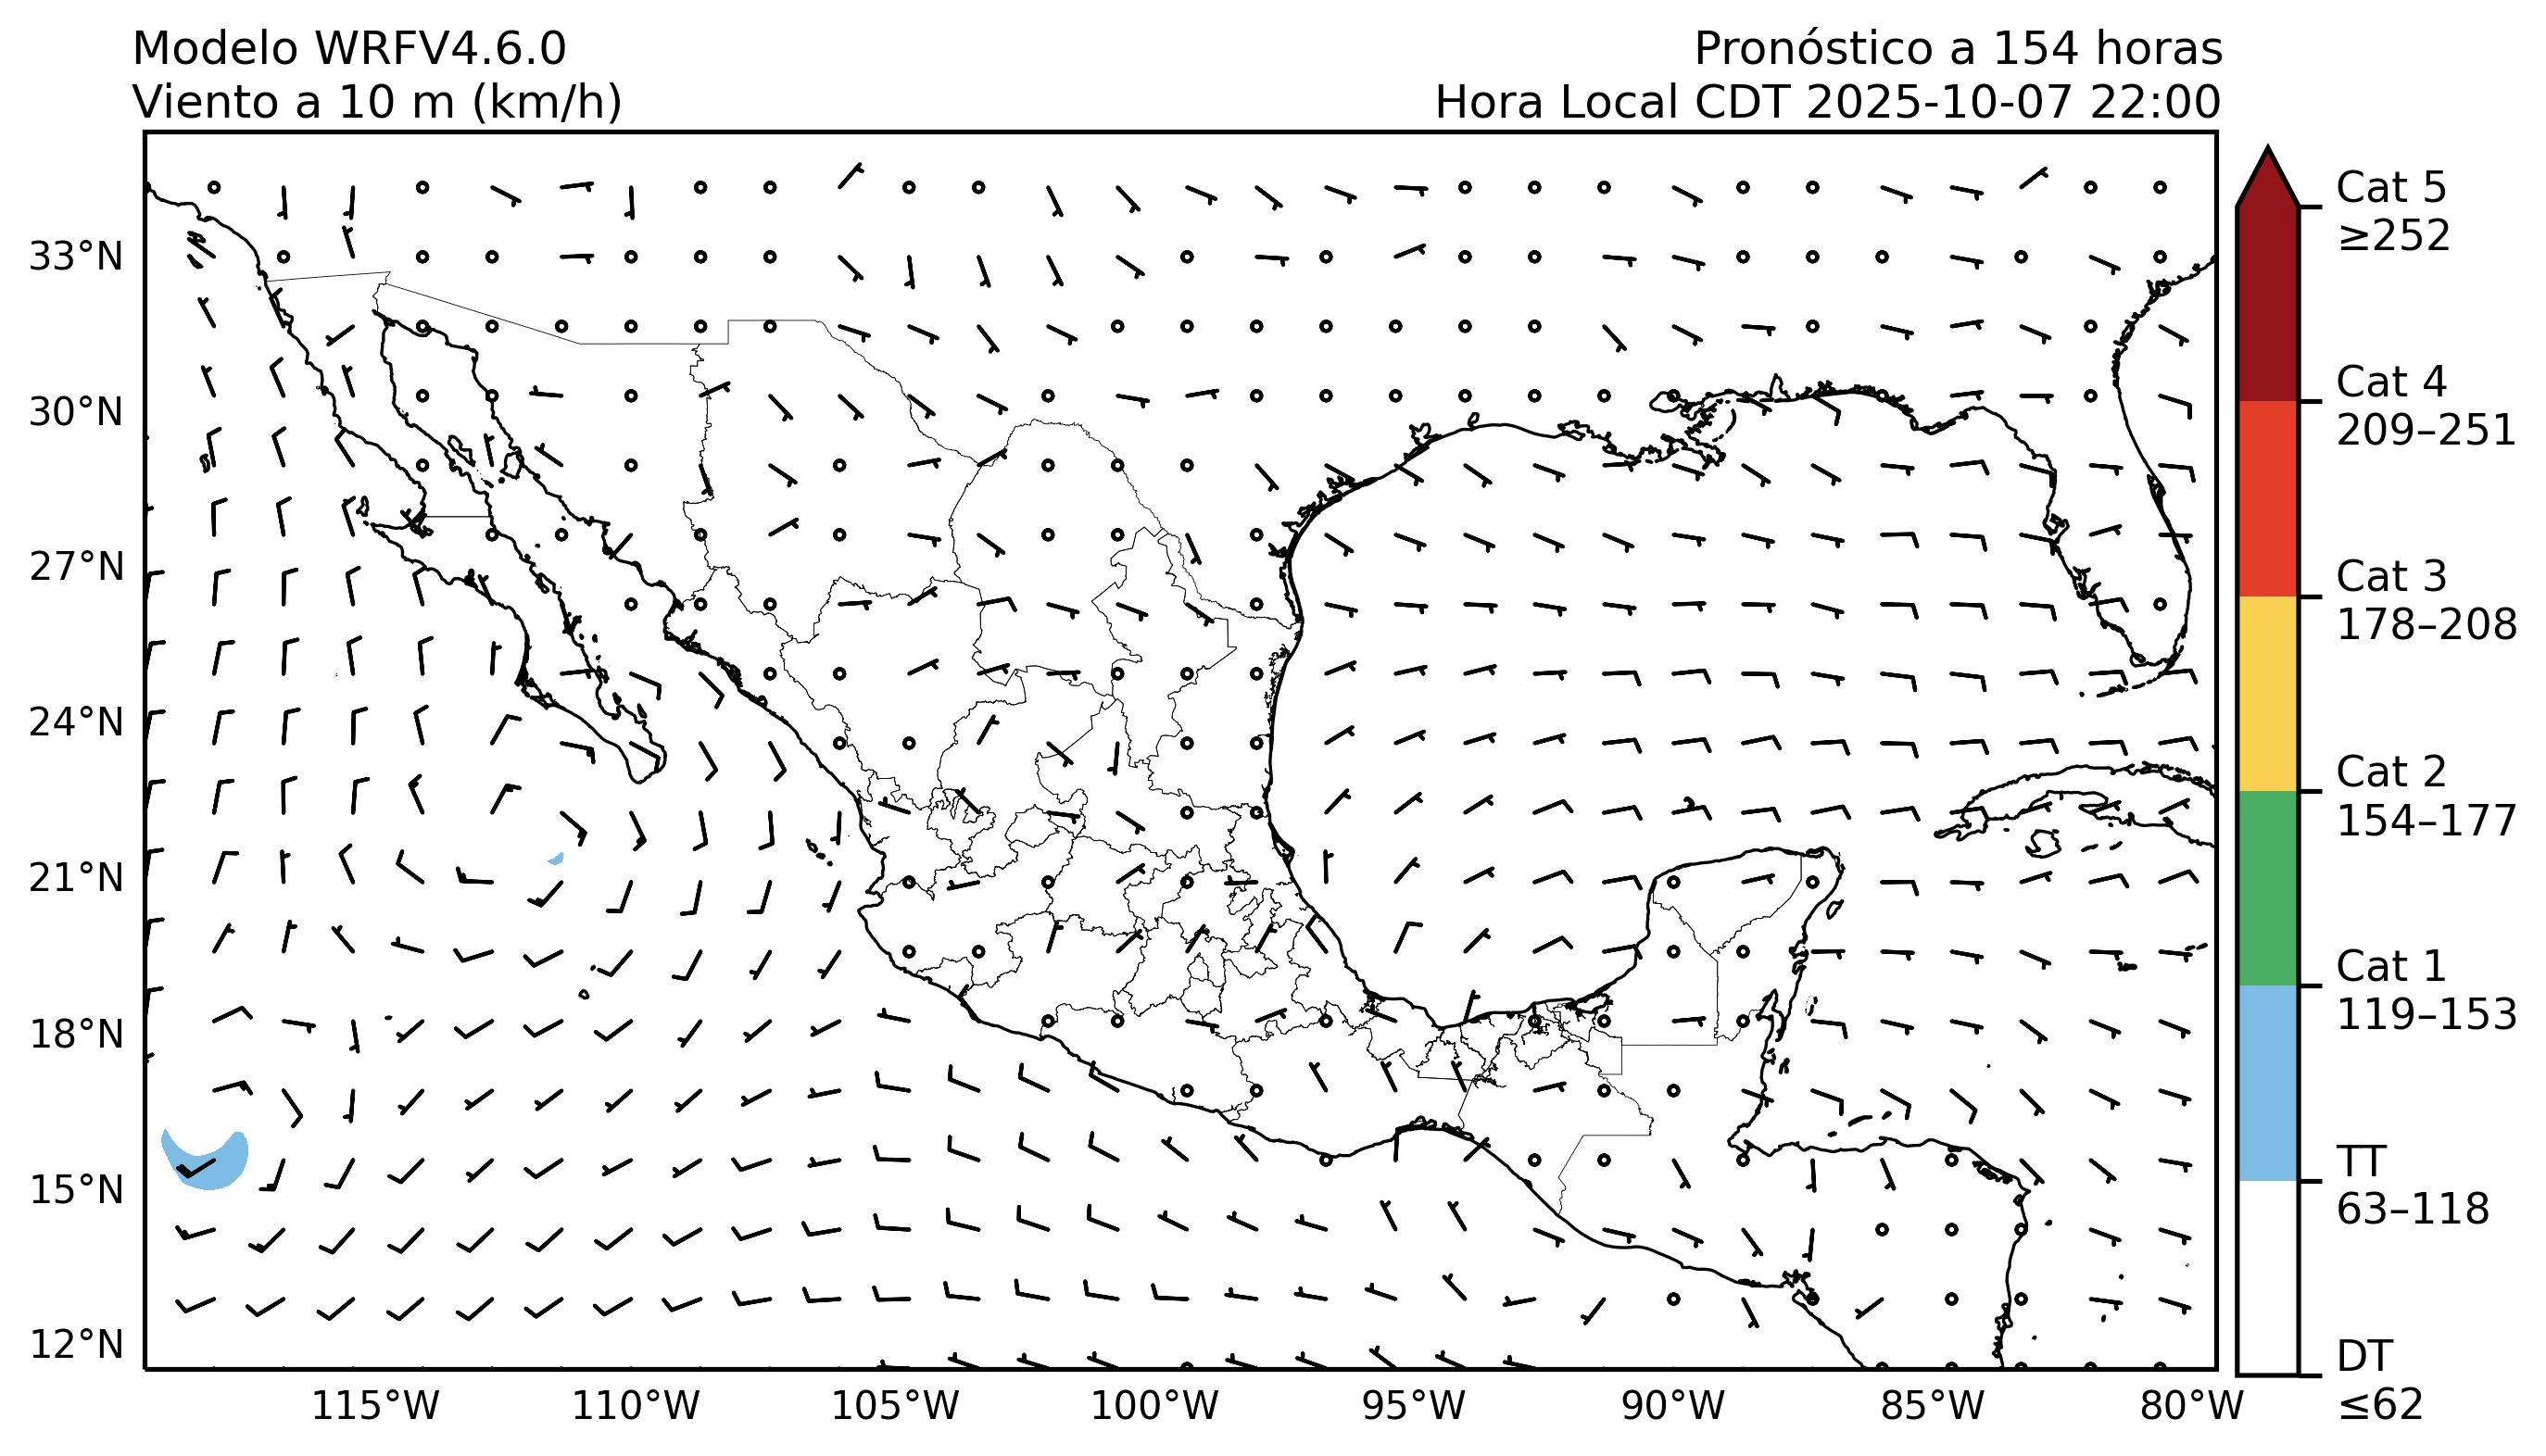 Modelo WRFV4.6.0
Viento a 10 m (km/h)
Pronóstico a 154 horas
Hora Local CDT 2025-10-07 22:00
33°N
30°N
27°N
24°N
21°N
18°N
15°N
12°N
115°W
110°W
105°W
100°W
95°W
90°W
85°W
80°W
Cat 5
≥252
Cat 4
209–251
Cat 3
178–208
Cat 2
154–177
Cat 1
119–153
TT
63–118
DT
≤62